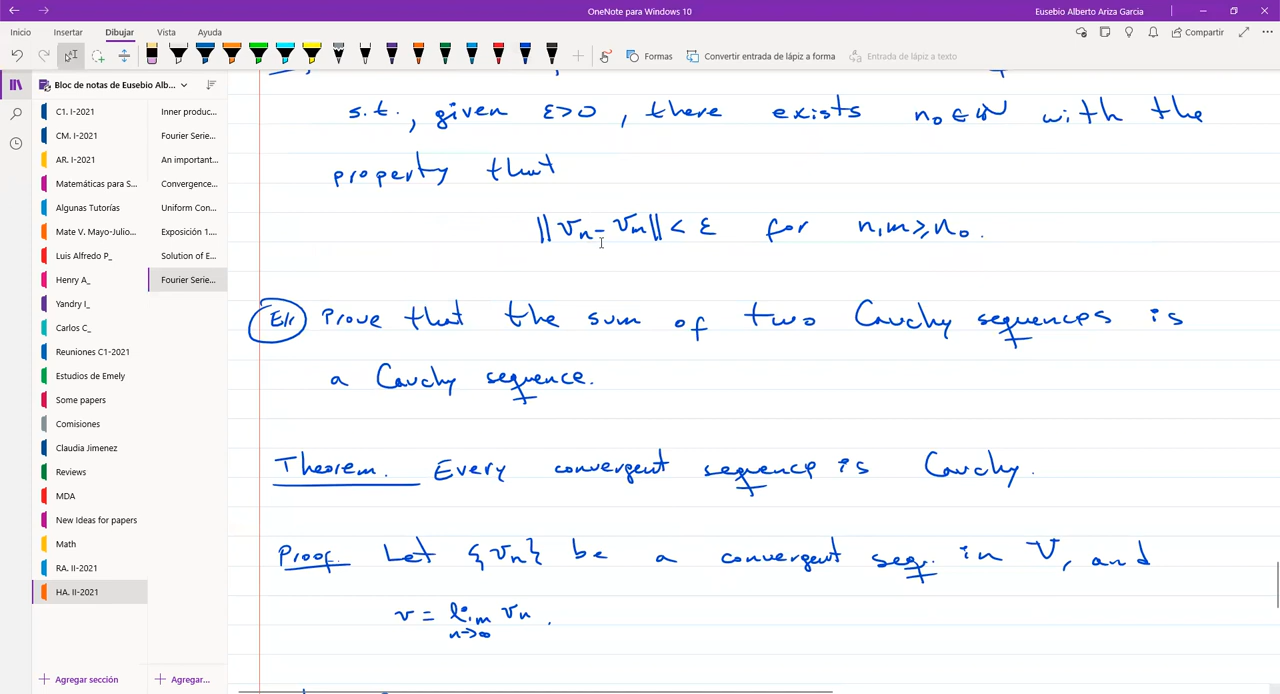 OneNote para Windows 10
Eusebio Alberto Ariza Garcia
Inicio
Insertar
Dibujar
Vista
Ayuda
Compartir
Formas
Convertir entrada de lápiz a forma
Entrada de lápiz a texto
Bloc de notas de Eusebio Alb...
C1. I-2021
CM. I-2021
AR. I-2021
Matemáticas para S...
Algunas Tutorías
Mate V. Mayo-Julio...
Luis Alfredo P_
Henry A_
Yandry I_
Carlos C_
Reuniones C1-2021
Estudios de Emely
Some papers
Comisiones
Claudia Jimenez
Reviews
MDA
New Ideas for papers
Math
RA. II-2021
HA. II-2021
Agregar sección
Inner produc...
Fourier Serie...
An important...
Convergence...
Uniform Con...
Exposición 1....
Solution of E...
Fourier Serie...
Agregar...
s.t., given ε>0, there exists n₀∈ℕ with the
property that
||vₙ-vₘ||<ε for n,m≥n₀.
Prove that the sum of two Cauchy sequences is
a Cauchy sequence.
Theorem. Every convergent sequence is Cauchy.
Proof. Let {vₙ} be a convergent seq. in V, and
v = lim vₙ.
n→∞